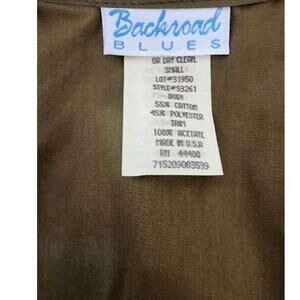 Backroad
BLUES
OR DRY CLEAN.
SMALL
LOT#31950
STYLE#53261
BODY
55% COTTON
45% POLYESTER
TRIM
100% ACETATE
MADE IN U.S.A
RN 44480
715209003539